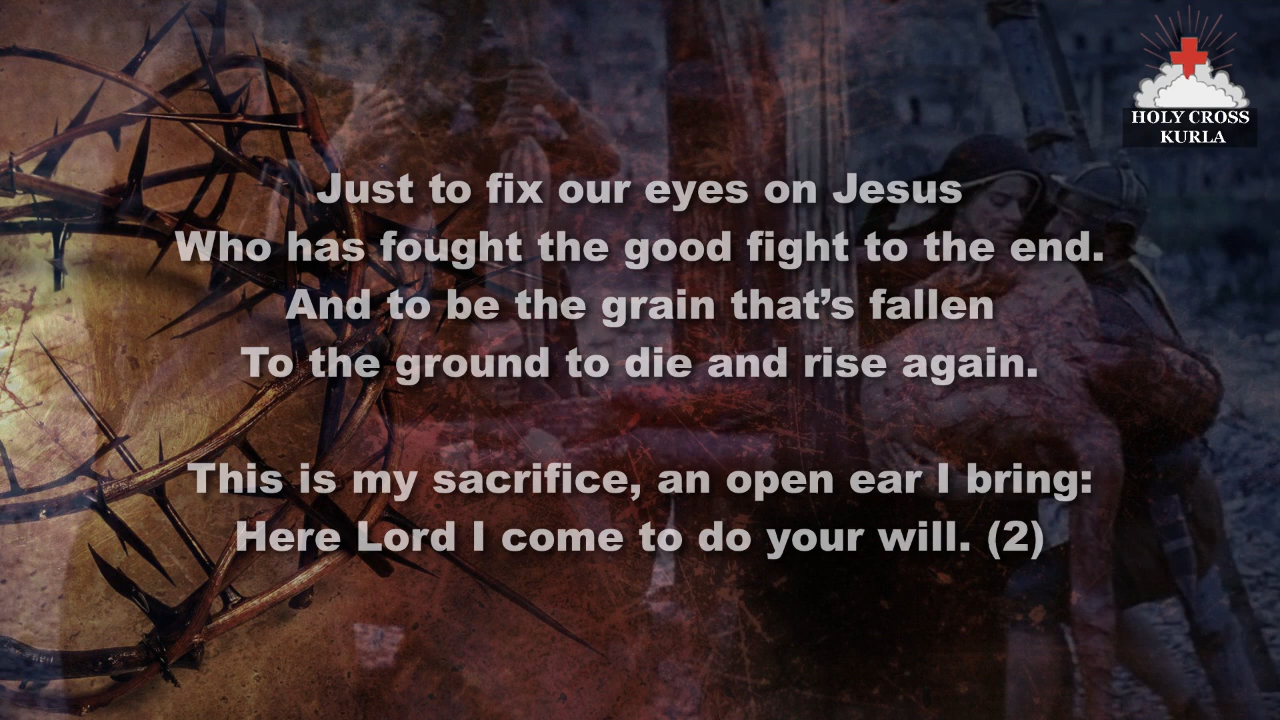 HOLY CROSS
KURLA
Just to fix our eyes on Jesus
Who has fought the good fight to the end.
And to be the grain that’s fallen
To the ground to die and rise again.
This is my sacrifice, an open ear I bring:
Here Lord I come to do your will. (2)